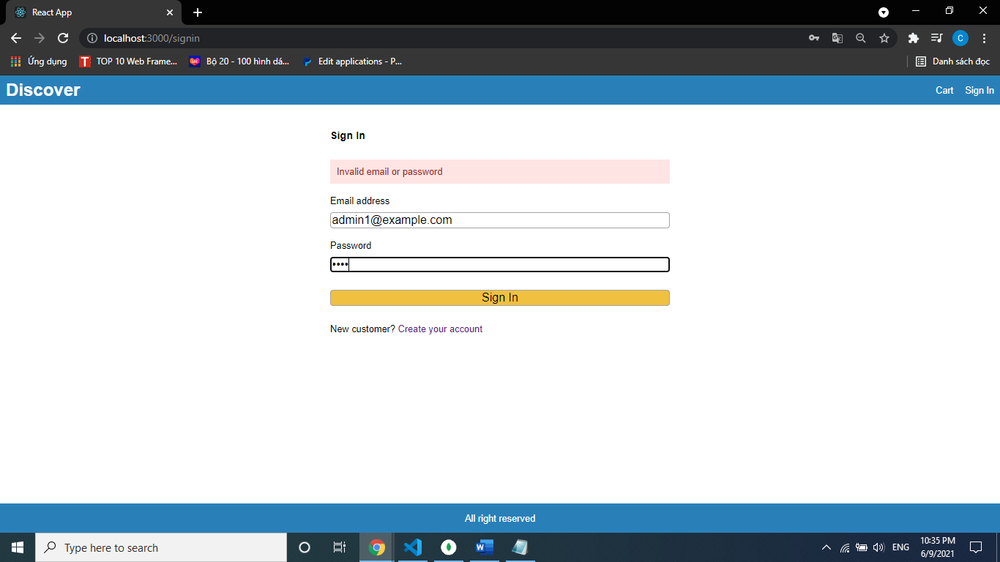 React App
localhost:3000/signin
C
Ứng dụng
TOP 10 Web Frame...
Bộ 20 - 100 hình dá...
Edit applications - P...
Danh sách đọc
Discover
Cart
Sign In
Sign In
Invalid email or password
Email address
admin1@example.com
Password
••••
Sign In
New customer? Create your account
All right reserved
Type here to search
ENG
10:35 PM
6/9/2021